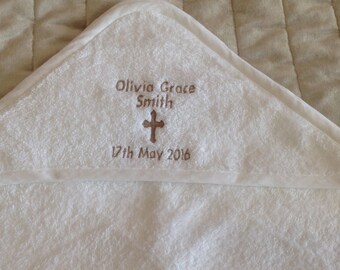 Olivia Grace
Smith
17th May 2016